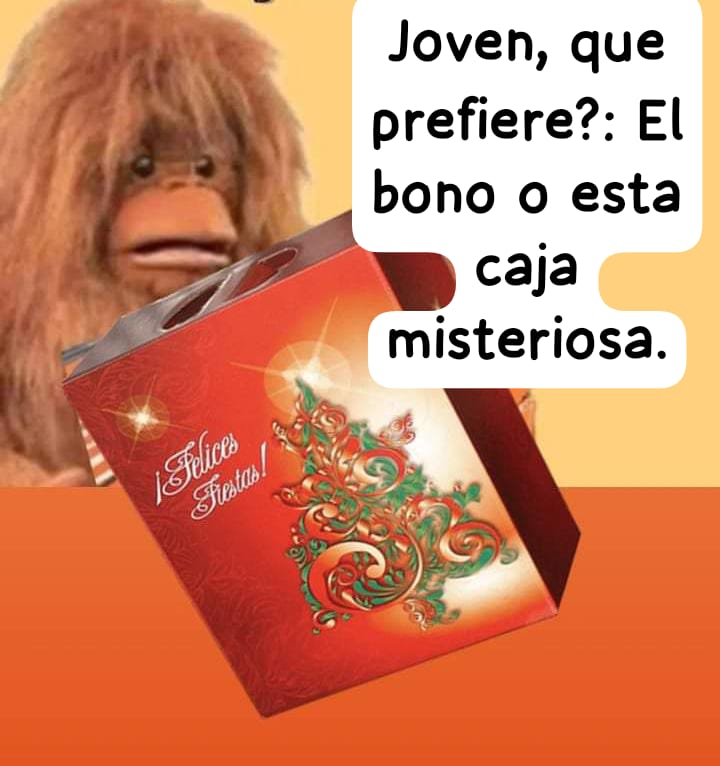 Joven, que
prefiere?: El
bono o esta
caja
misteriosa.
¡Felices
Fiestas!